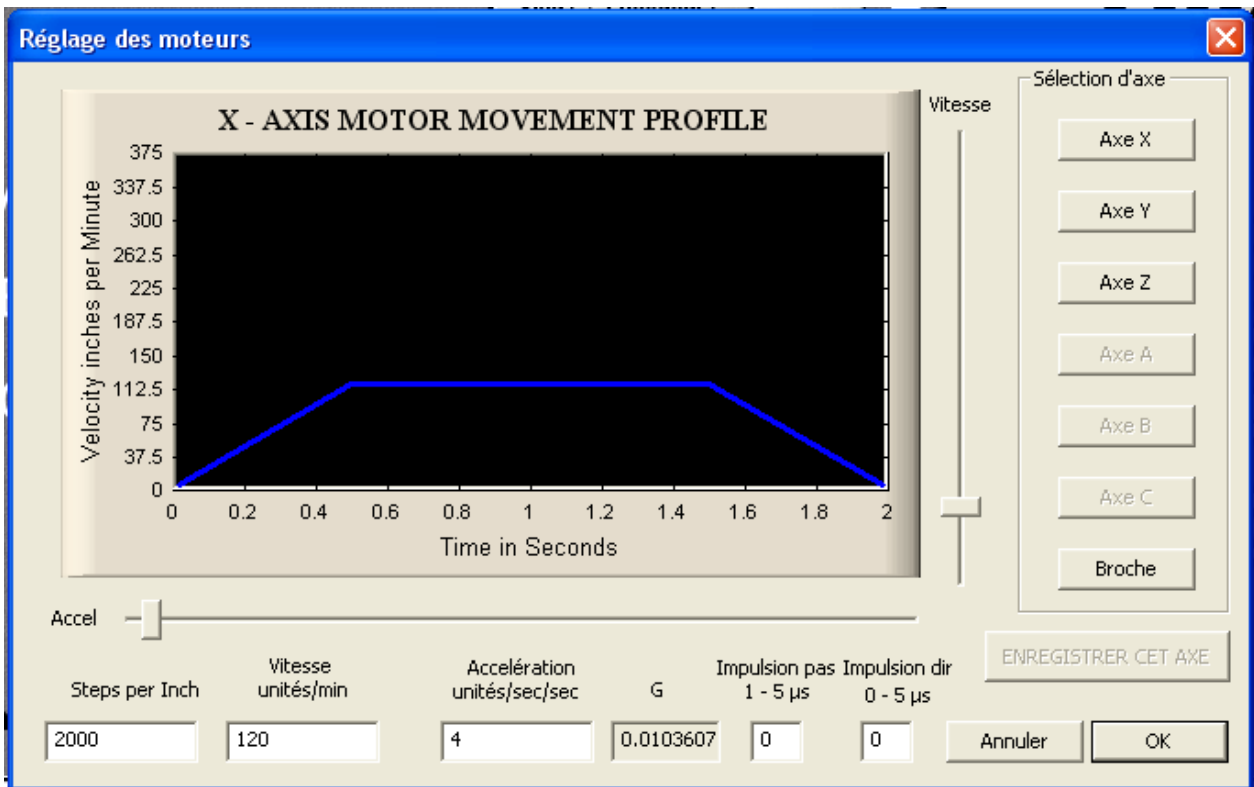 Réglage des moteurs
X - AXIS MOTOR MOVEMENT PROFILE
Velocity inches per Minute
375
337.5
300
262.5
225
187.5
150
112.5
75
37.5
0
0 0.2 0.4 0.6 0.8 1 1.2 1.4 1.6 1.8 2
Time in Seconds
Vitesse
Sélection d'axe
Axe X
Axe Y
Axe Z
Axe A
Axe B
Axe C
Broche
Accel
ENREGISTRER CET AXE
Steps per Inch
2000
Vitesse
unités/min
120
Accelération
unités/sec/sec
4
G
0.0103607
Impulsion pas
1 - 5 µs
0
Impulsion dir
0 - 5 µs
0
Annuler
OK